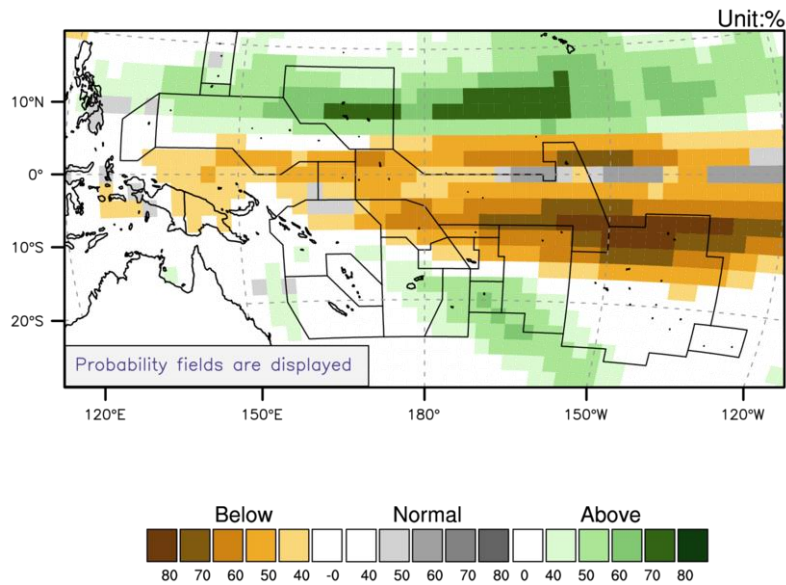 Unit:%
10°N
0°
10°S
20°S
Probability fields are displayed
120°E 150°E 180° 150°W 120°W
Below Normal Above
80 70 60 50 40 -0 40 50 60 70 80 0 40 50 60 70 80